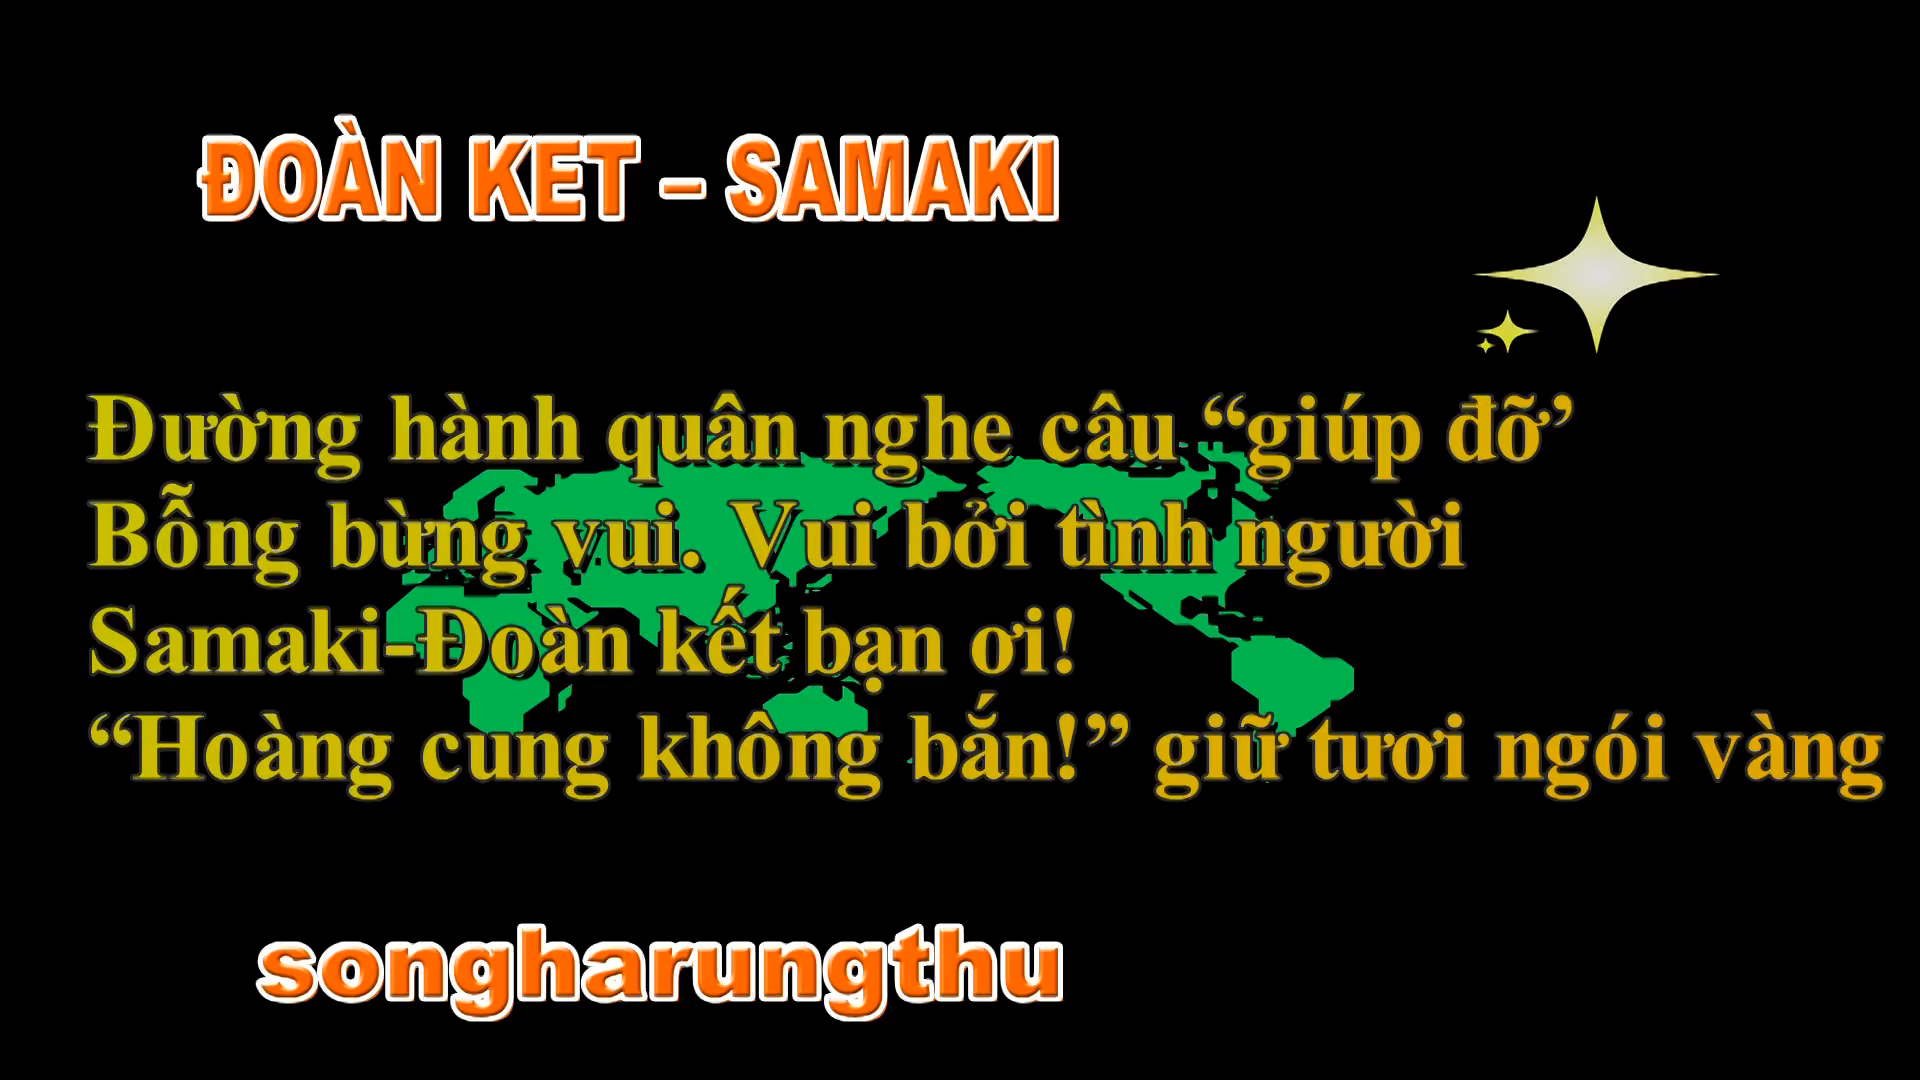 ĐOÀN KET – SAMAKI
Đường hành quân nghe câu “giúp đỡ’
Bỗng bừng vui. Vui bởi tình người
Samaki-Đoàn kết bạn ơi!
“Hoàng cung không bắn!” giữ tươi ngói vàng
songharungthu